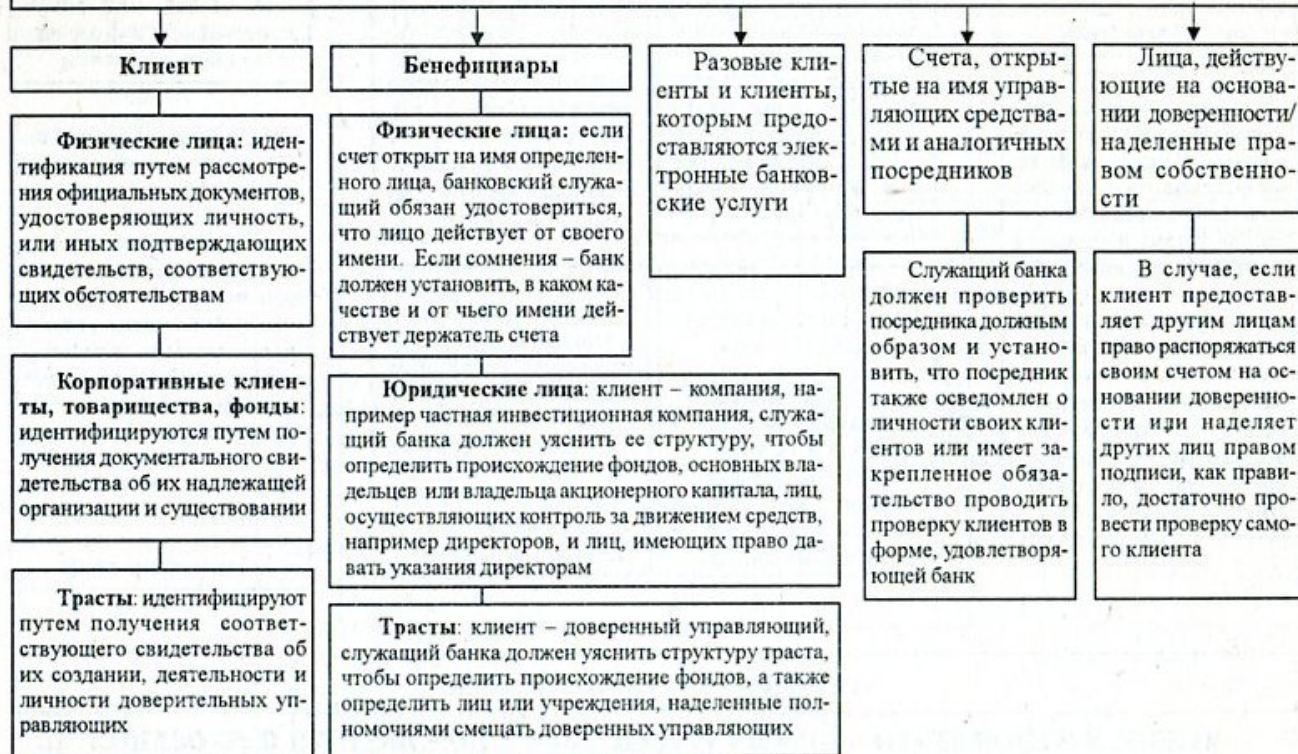 Клиент
Физические лица: иден-
тификация путем рассмотре-
ния официальных документов,
удостоверяющих личность,
или иных подтверждающих
свидетельств, соответствую-
щих обстоятельствам
Корпоративные клиен-
ты, товарищества, фонды:
идентифицируются путем по-
лучения документального сви-
детельства об их надлежащей
организации и существовании
Трасты: идентифицируют
путем получения соответ-
ствующего свидетельства об
их создании, деятельности и
личности доверительных уп-
равляющих
Бенефициары
Физические лица: если
счет открыт на имя определен-
ного лица, банковский служа-
щий обязан удостовериться,
что лицо действует от своего
имени. Если сомнения – банк
должен установить, в каком ка-
честве и от чьего имени дей-
ствует держатель счета
Юридические лица: клиент – компания, на-
пример частная инвестиционная компания, служа-
щий банка должен уяснить ее структуру, чтобы
определить происхождение фондов, основных вла-
дельцев или владельца акционерного капитала, лиц,
осуществляющих контроль за движением средств,
например директоров, и лиц, имеющих право да-
вать указания директорам
Трасты: клиент – доверенный управляющий,
служащий банка должен уяснить структуру траста,
чтобы определить происхождение фондов, а также
определить лиц или учреждения, наделенные пол-
номочиями смещать доверенных управляющих
Разовые кли-
енты и клиенты,
которым предо-
ставляются элек-
тронные банков-
ские услуги
Счета, откры-
тые на имя управ-
ляющих средства-
ми и аналогичных
посредников
Служащий банка
должен проверить
посредника должным
образом и устано-
вить, что посредник
также осведомлен о
личности своих кли-
ентов или имеет за-
крепленное обяза-
тельство проводить
проверку клиентов в
форме, удовлетворя-
ющей банк
Лица, действу-
ющие на основа-
нии доверенности/
наделенные пра-
вом собственно-
сти
В случае, если
клиент предостав-
ляет другим лицам
право распоряжаться
своим счетом на ос-
новании доверенно-
сти или наделяет
других лиц правом
подписи, как прави-
ло, достаточно про-
вести проверку само-
го клиента